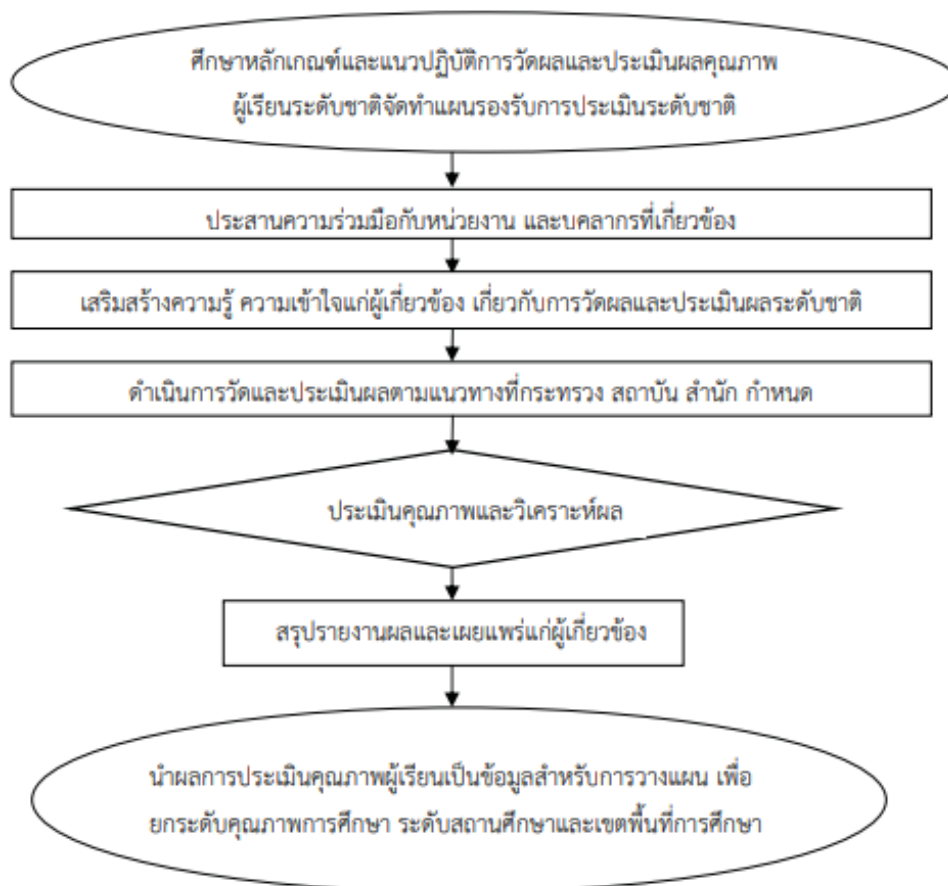 ศึกษาหลักเกณฑ์และแนวปฏิบัติการวัดผลและประเมินผลคุณภาพ
ผู้เรียนระดับชาติจัดทำแผนรองรับการประเมินระดับชาติ
ประสานความร่วมมือกับหน่วยงาน และบคลากรที่เกี่ยวข้อง
เสริมสร้างความรู้ ความเข้าใจแก่ผู้เกี่ยวข้อง เกี่ยวกับการวัดผลและประเมินผลระดับชาติ
ดำเนินการวัดและประเมินผลตามแนวทางที่กระทรวง สถาบัน สำนัก กำหนด
ประเมินคุณภาพและวิเคราะห์ผล
สรุปรายงานผลและเผยแพร่แก่ผู้เกี่ยวข้อง
นำผลการประเมินคุณภาพผู้เรียนเป็นข้อมูลสำหรับการวางแผน เพื่อ
ยกระดับคุณภาพการศึกษา ระดับสถานศึกษาและเขตพื้นที่การศึกษา